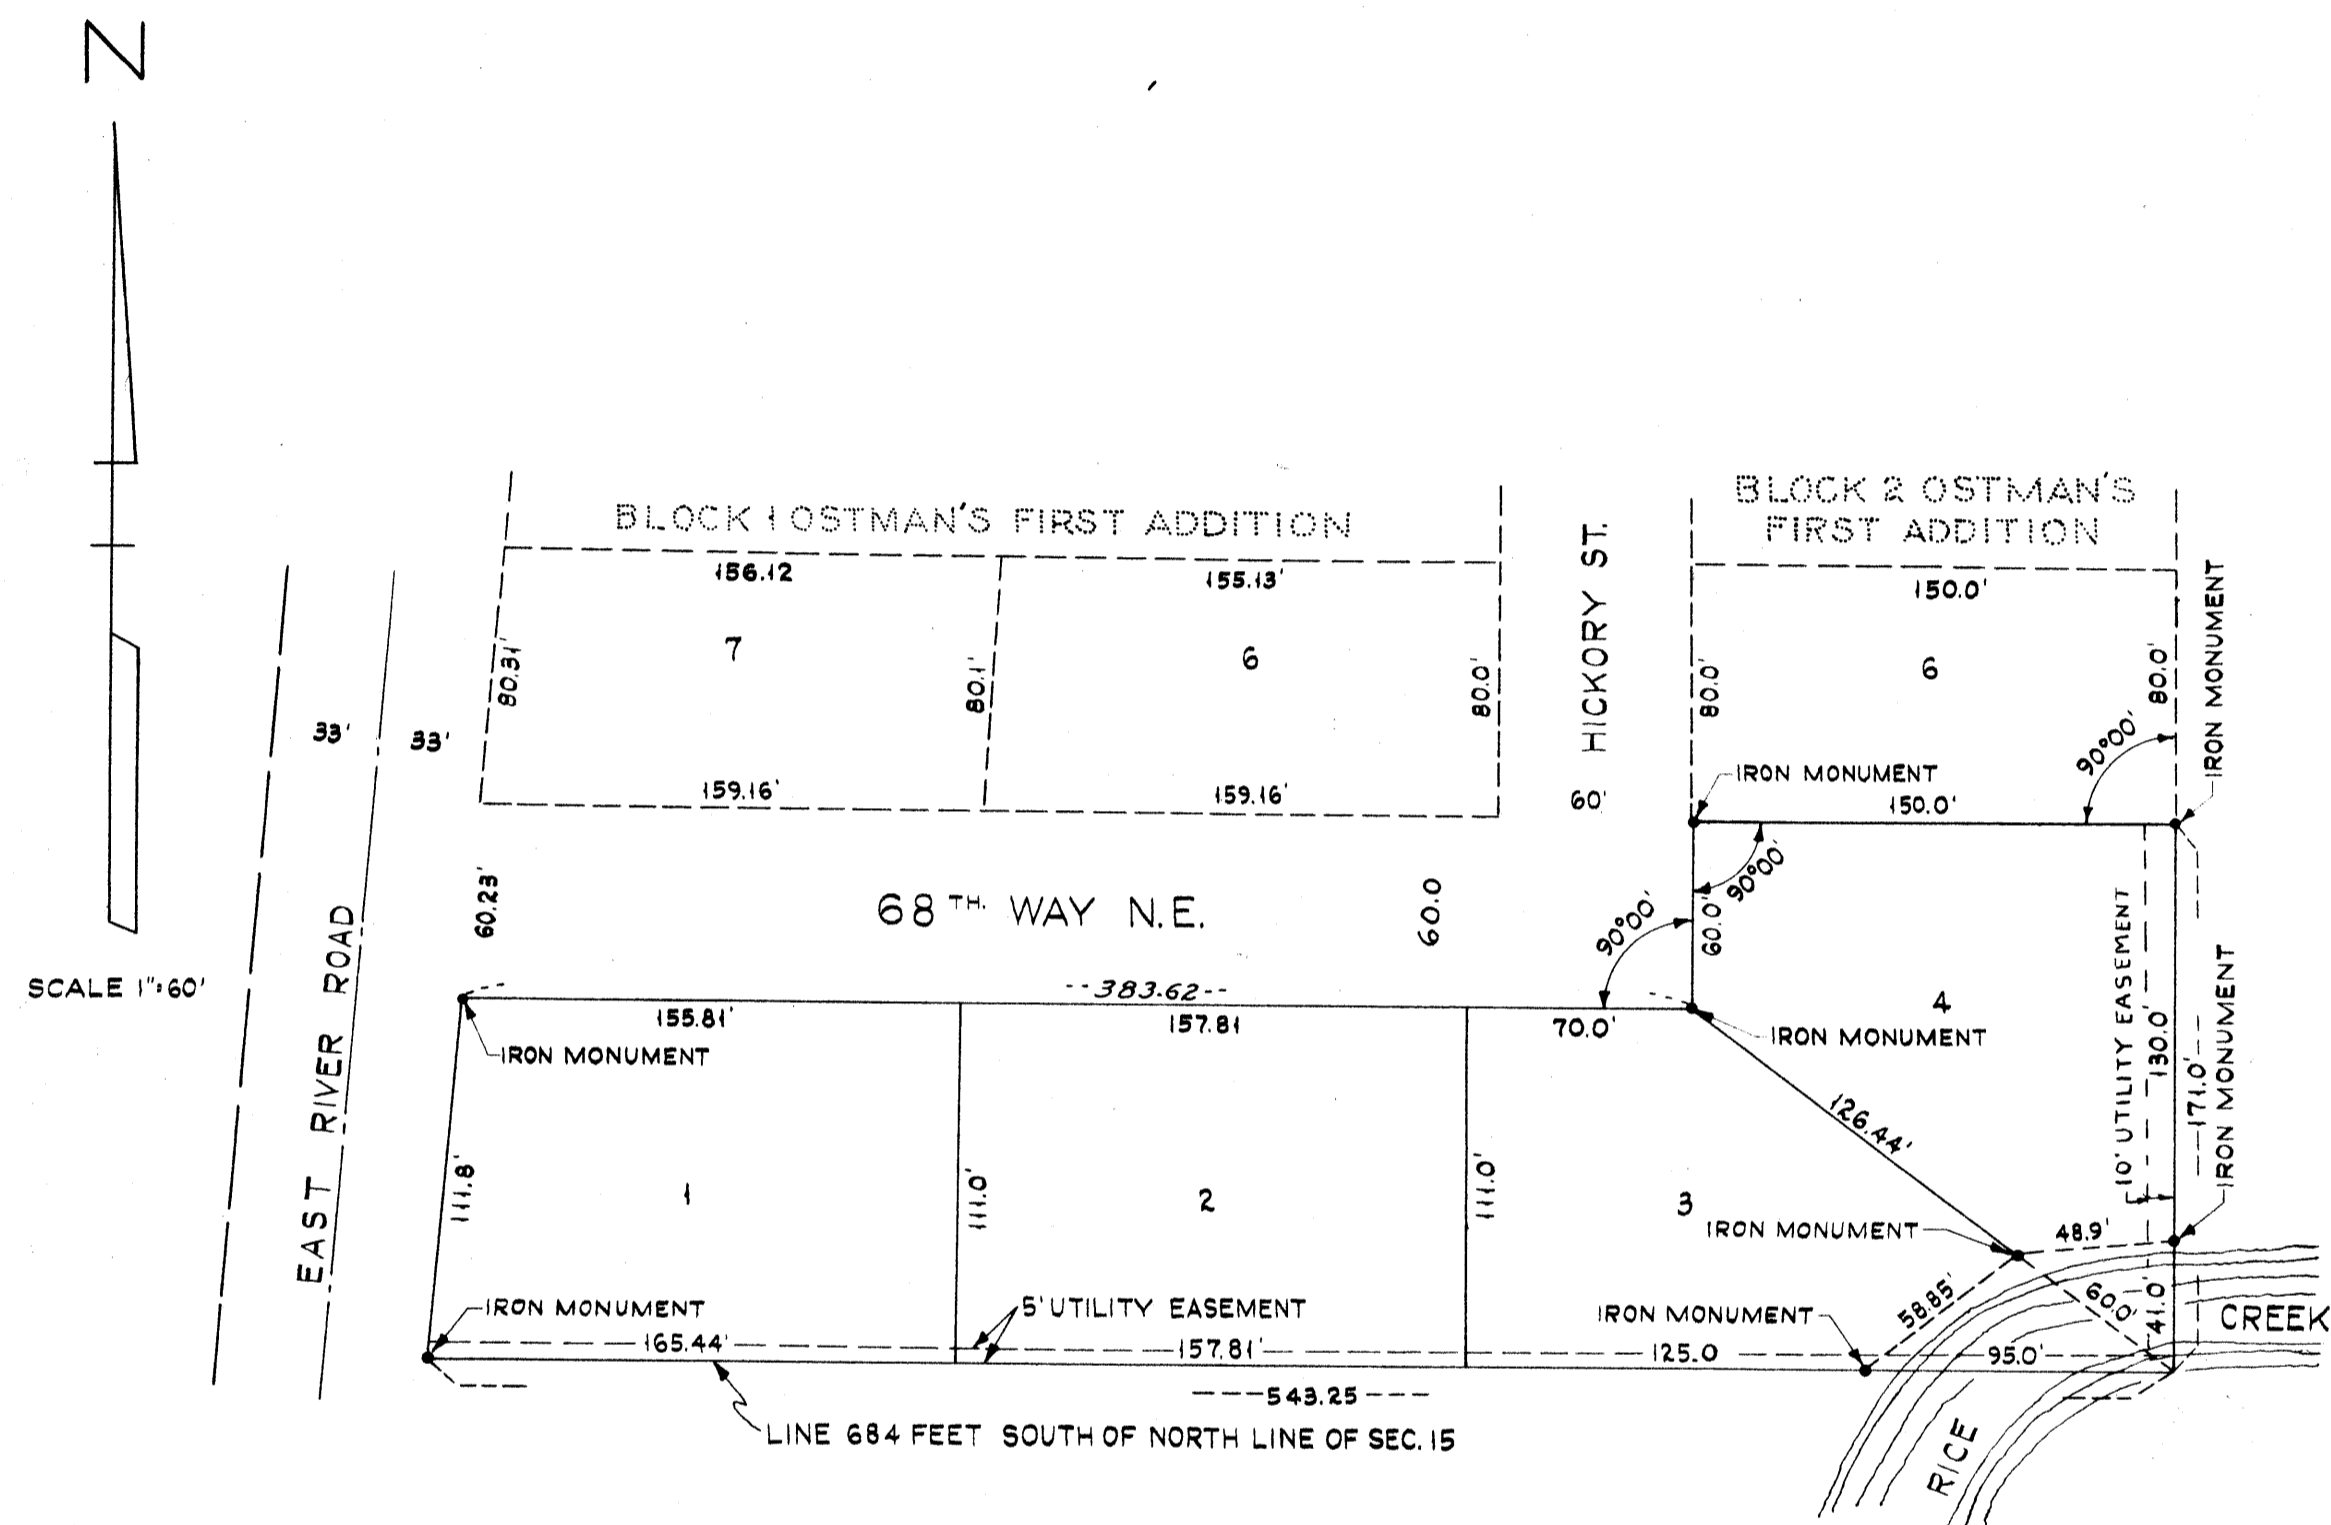 N
SCALE 1":60'
BLOCK 1 OSTMAN'S FIRST ADDITION
156.12
155.13'
7
6
80.31'
80.1'
80.0'
159.16'
159.16'
33'
33'
EAST RIVER ROAD
HICKORY ST.
60'
BLOCK 2 OSTMAN'S
FIRST ADDITION
150.0'
6
80.0'
80.0'
90°00'
IRON MONUMENT
IRON MONUMENT
150.0'
90°00'
90°00'
60.0'
60.23'
68TH. WAY N.E.
60.0
--383.62--
155.81'
157.81
70.0'
IRON MONUMENT
IRON MONUMENT
4
10' UTILITY EASEMENT
130.0'
171.0'
IRON MONUMENT
126.44'
111.8'
1
111.0'
2
111.0'
3
IRON MONUMENT
48.9'
58.85'
60.0'
41.0'
CREEK
IRON MONUMENT
5' UTILITY EASEMENT
IRON MONUMENT
165.44'
157.81'
125.0
95.0'
---543.25---
LINE 684 FEET SOUTH OF NORTH LINE OF SEC. 15
RICE